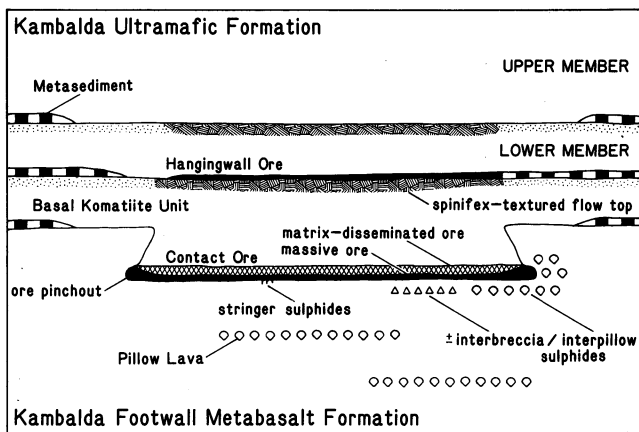 Kambalda Ultramafic Formation
UPPER MEMBER
Metasediment
LOWER MEMBER
Hangingwall Ore
Basal Komatiite Unit
spinifex-textured flow top
matrix-disseminated ore
Contact Ore
massive ore
ore pinchout
stringer sulphides
± interbreccia / interpillow
sulphides
Pillow Lava
Kambalda Footwall Metabasalt Formation